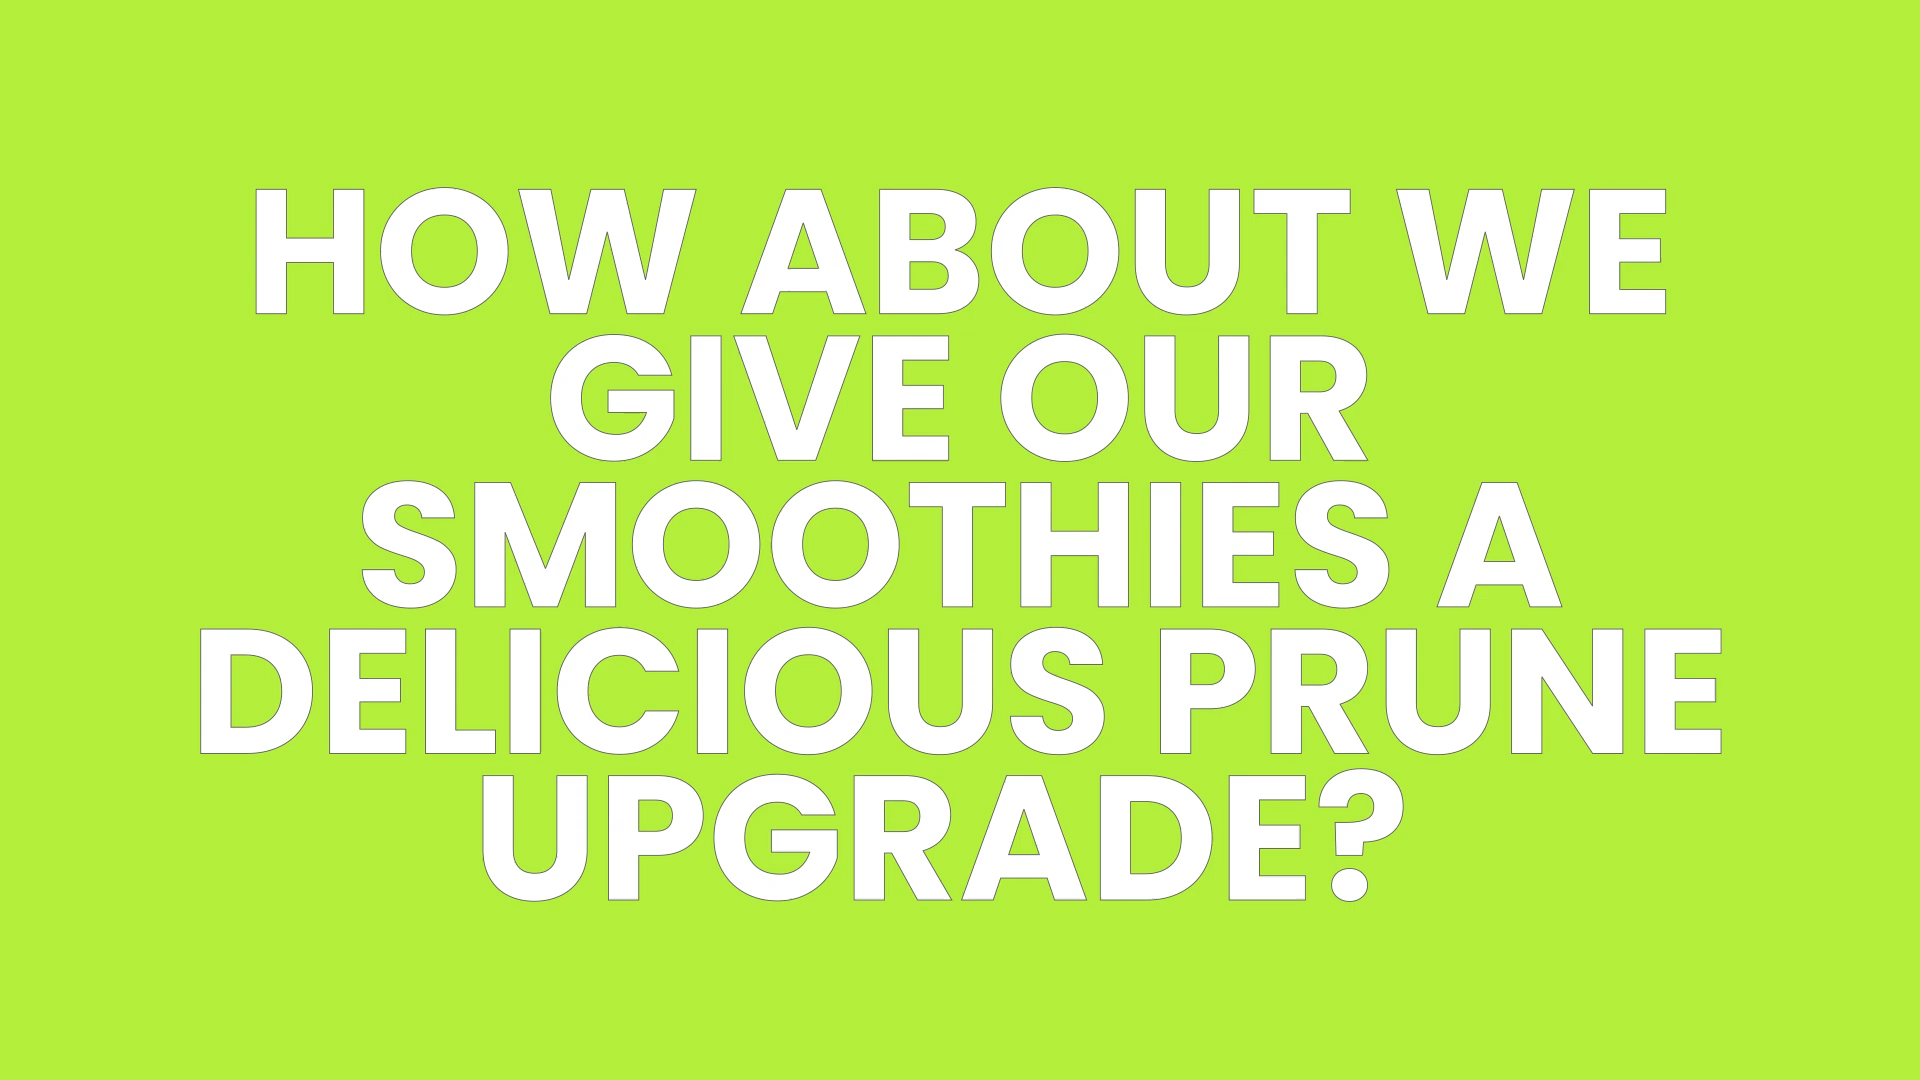 HOW ABOUT WE
GIVE OUR
SMOOTHIES A
DELICIOUS PRUNE
UPGRADE?